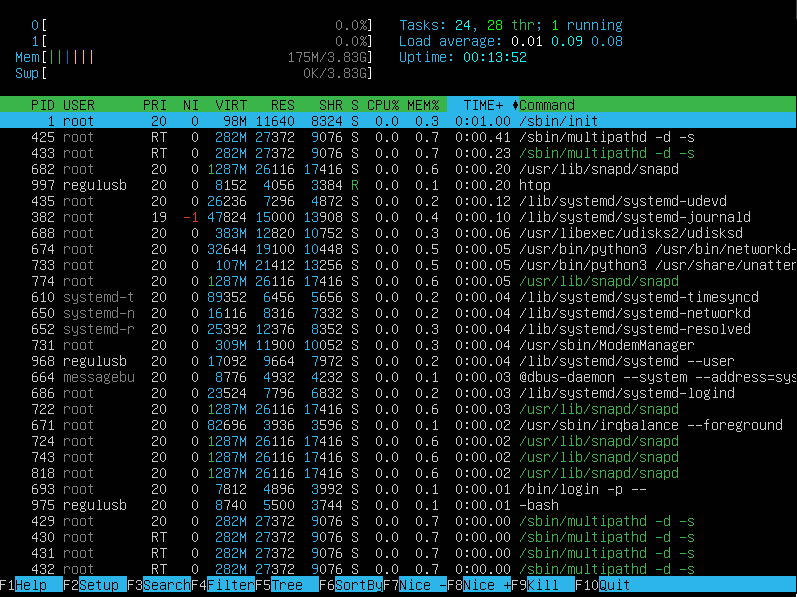 0[ 0.0%] Tasks: 24, 28 thr; 1 running
1[ 0.0%] Load average: 0.01 0.09 0.08
Mem[|||||| 175M/3.83G] Uptime: 00:13:52
Swp[ 0K/3.83G]
PID USER PRI NI VIRT RES SHR S CPU% MEM% TIME+ Command
1 root 20 0 98M 11640 8324 S 0.0 0.3 0:01.00 /sbin/init
425 root RT 0 282M 27372 9076 S 0.0 0.7 0:00.41 /sbin/multipathd -d -s
433 root RT 0 282M 27372 9076 S 0.0 0.7 0:00.23 /sbin/multipathd -d -s
682 root 20 0 1287M 26116 17416 S 0.0 0.6 0:00.20 /usr/lib/snapd/snapd
997 regulusb 20 0 8152 4056 3384 R 0.0 0.1 0:00.20 htop
435 root 20 0 26236 7296 4872 S 0.0 0.2 0:00.12 /lib/systemd/systemd-udevd
382 root 19 -1 47824 15000 13908 S 0.0 0.4 0:00.10 /lib/systemd/systemd-journald
688 root 20 0 383M 12820 10752 S 0.0 0.3 0:00.06 /usr/libexec/udisks2/udisksd
674 root 20 0 32644 19100 10448 S 0.0 0.5 0:00.05 /usr/bin/python3 /usr/bin/networkd-
733 root 20 0 107M 21412 13256 S 0.0 0.5 0:00.05 /usr/bin/python3 /usr/share/unatten
774 root 20 0 1287M 26116 17416 S 0.0 0.6 0:00.05 /usr/lib/snapd/snapd
610 systemd-t 20 0 89352 6456 5656 S 0.0 0.2 0:00.04 /lib/systemd/systemd-timesyncd
650 systemd-n 20 0 16116 8316 7332 S 0.0 0.2 0:00.04 /lib/systemd/systemd-networkd
652 systemd-r 20 0 25392 12376 8352 S 0.0 0.3 0:00.04 /lib/systemd/systemd-resolved
731 root 20 0 309M 11900 10052 S 0.0 0.3 0:00.04 /usr/sbin/ModemManager
968 regulusb 20 0 17092 9664 7972 S 0.0 0.2 0:00.04 /lib/systemd/systemd --user
664 messagebu 20 0 8776 4932 4232 S 0.0 0.1 0:00.03 @dbus-daemon --system --address=sys
686 root 20 0 23524 7796 6832 S 0.0 0.2 0:00.03 /lib/systemd/systemd-logind
722 root 20 0 1287M 26116 17416 S 0.0 0.6 0:00.03 /usr/lib/snapd/snapd
671 root 20 0 82696 3936 3596 S 0.0 0.1 0:00.02 /usr/sbin/irqbalance --foreground
724 root 20 0 1287M 26116 17416 S 0.0 0.6 0:00.02 /usr/lib/snapd/snapd
743 root 20 0 1287M 26116 17416 S 0.0 0.6 0:00.02 /usr/lib/snapd/snapd
818 root 20 0 1287M 26116 17416 S 0.0 0.6 0:00.02 /usr/lib/snapd/snapd
693 root 20 0 7812 4896 3992 S 0.0 0.1 0:00.01 /bin/login -p --
975 regulusb 20 0 8740 5500 3744 S 0.0 0.1 0:00.01 -bash
429 root 20 0 282M 27372 9076 S 0.0 0.7 0:00.01 /sbin/multipathd -d -s
430 root RT 0 282M 27372 9076 S 0.0 0.7 0:00.00 /sbin/multipathd -d -s
431 root RT 0 282M 27372 9076 S 0.0 0.7 0:00.00 /sbin/multipathd -d -s
432 root RT 0 282M 27372 9076 S 0.0 0.7 0:00.00 /sbin/multipathd -d -s
F1Help F2Setup F3SearchF4FilterF5Tree F6SortByF7Nice -F8Nice +F9Kill F10Quit